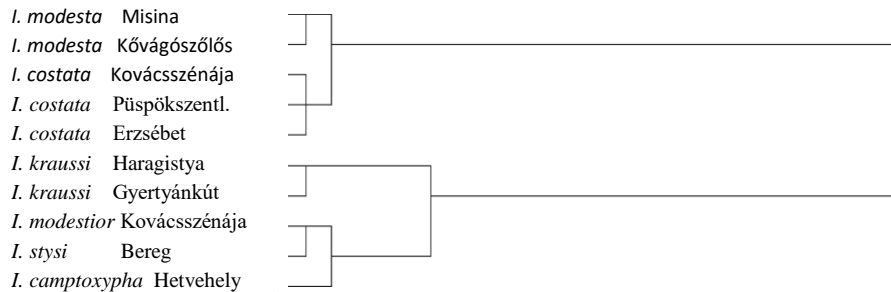 I. modesta Misina
I. modesta Kővágószőlős
I. costata Kovácsszénája
I. costata Püspökszentl.
I. costata Erzsébet
I. kraussi Haragistya
I. kraussi Gyertyánkút
I. modestior Kovácsszénája
I. stysi Bereg
I. camptoxypha Hetvehely